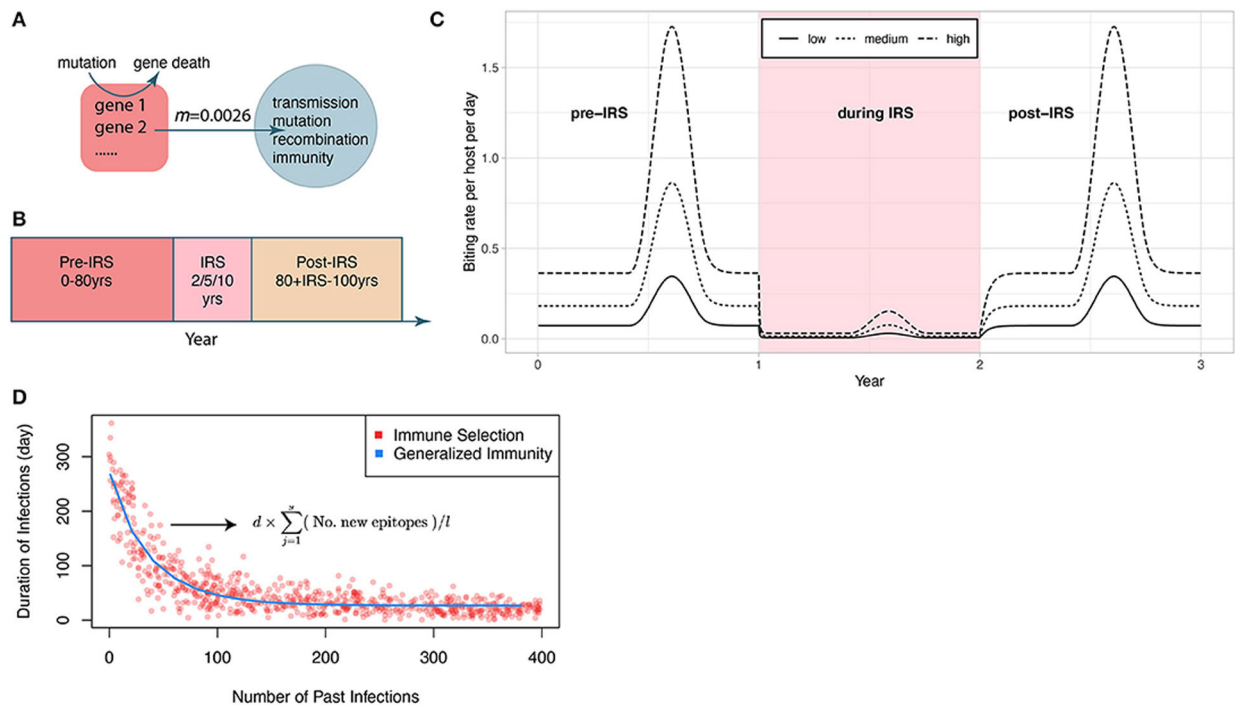 A
mutation
gene death
gene 1
gene 2
......
m=0.0026
transmission
mutation
recombination
immunity
B
Pre-IRS
0-80yrs
IRS
2/5/10
yrs
Post-IRS
80+IRS-100yrs
Year
C
low
medium
high
pre-IRS
during IRS
post-IRS
Biting rate per host per day
1.5
1.0
0.5
0.0
0
1
2
3
Year
D
Immune Selection
Generalized Immunity
d × ∑( No. new epitopes )/l
j=1
Duration of Infections (day)
300
200
100
0
0
100
200
300
400
Number of Past Infections